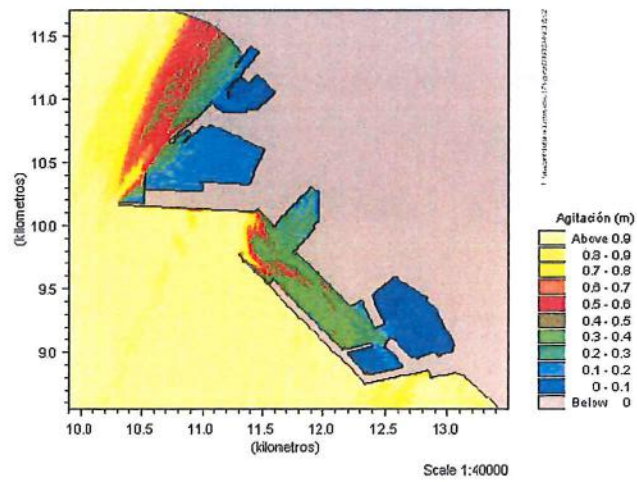 11.5
11.0
105
100
95
90
(kilometros)
10.0 10.5 11.0 11.5 12.0 12.5 13.0
(kilometros)
Scale 1:40000
Agitación (m)
Above 0.9
0.8 - 0.9
0.7 - 0.8
0.6 - 0.7
0.5 - 0.6
0.4 - 0.5
0.3 - 0.4
0.2 - 0.3
0.1 - 0.2
0 - 0.1
Below 0